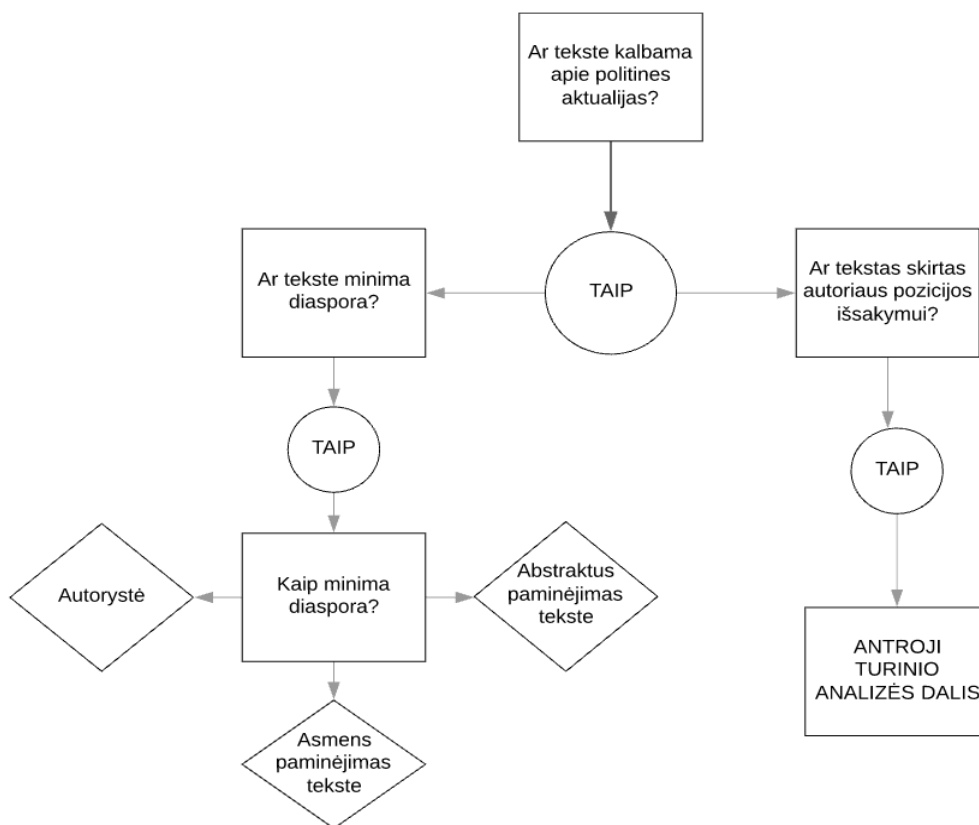 Ar tekste kalbama
apie politines
aktualijas?
Ar tekste minima
diaspora?
TAIP
Ar tekstas skirtas
autoriaus pozicijos
išsakymui?
TAIP
TAIP
Autorystė
Kaip minima
diaspora?
Abstraktus
paminėjimas
tekste
ANTROJI
TURINIO
ANALIZĖS DALIS
Asmens
paminėjimas
tekste